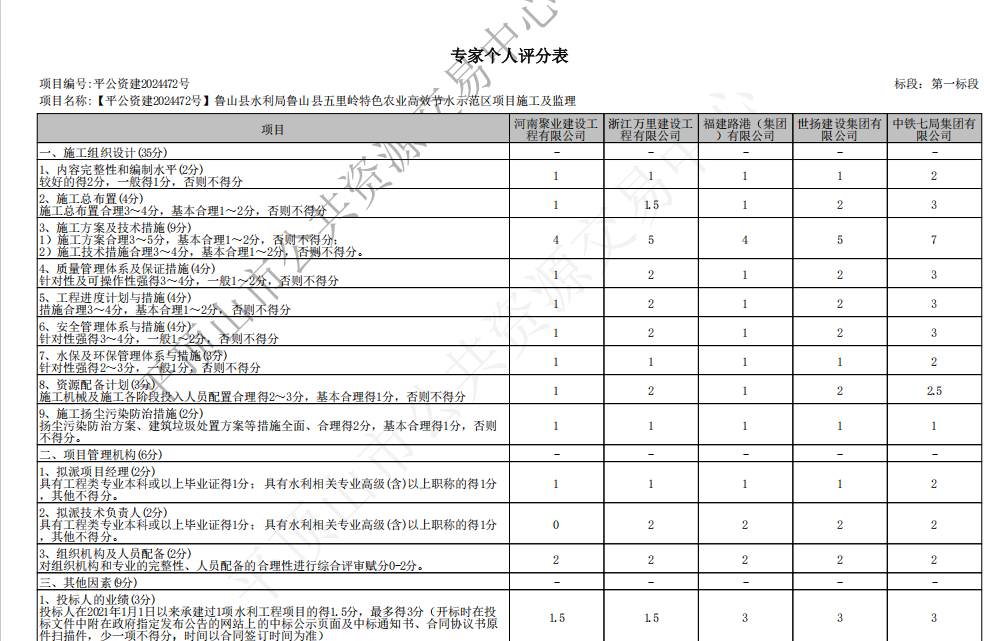 专家个人评分表
项目编号:平公资建2024472号 标段: 第一标段
项目名称:【平公资建2024472号】鲁山县水利局鲁山县五里岭特色农业高效节水示范区项目施工及监理
项目 河南聚业建设工程有限公司 浙江万里建设工程有限公司 福建路港（集团）有限公司 世扬建设集团有限公司 中铁七局集团有限公司
一、施工组织设计(35分) - - - - -
1、内容完整性和编制水平(2分)
较好的得2分，一般得1分，否则不得分 1 1 1 1 2
2、施工总布置(4分)
施工总布置合理3～4分，基本合理1～2分，否则不得分 1 1.5 1 2 3
3、施工方案及技术措施(9分)
1）施工方案合理3～5分，基本合理1～2分，否则不得分；
2）施工技术措施合理3～4分，基本合理1～2分，否则不得分。 4 5 4 5 7
4、质量管理体系及保证措施(4分)
针对性及可操作性强得3～4分，一般1～2分，否则不得分 1 2 1 2 3
5、工程进度计划与措施(4分)
措施合理3～4分，基本合理1～2分，否则不得分 1 2 1 2 3
6、安全管理体系与措施(4分)
针对性强得3～4分，一般1～2分，否则不得分 1 2 1 2 3
7、水保及环保管理体系与措施(3分)
针对性强得2～3分，一般1分，否则不得分 1 1 1 1 2
8、资源配备计划(3分)
施工机械及施工各阶段投入人员配置合理得2～3分，基本合理得1分，否则不得分 1 2 1 2 2.5
9、施工扬尘污染防治措施(2分)
扬尘污染防治方案、建筑垃圾处置方案等措施全面、合理得2分，基本合理得1分，否则
不得分。 1 1 1 1 1
二、项目管理机构(6分) - - - - -
1、拟派项目经理(2分)
具有工程类专业本科或以上毕业证得1分； 具有水利相关专业高级(含)以上职称的得1分
，其他不得分。 1 1 1 1 2
2、拟派技术负责人(2分)
具有工程类专业本科或以上毕业证得1分； 具有水利相关专业高级(含)以上职称的得1分
，其他不得分。 0 2 2 2 2
3、组织机构及人员配备(2分)
对组织机构和专业的完整性、人员配备的合理性进行综合评审赋分0-2分。 2 2 2 2 2
三、其他因素(9分) - - - - -
1、投标人的业绩(3分)
投标人在2021年1月1日以来承建过1项水利工程项目的得1.5分，最多得3分（开标时在投
标文件中附在政府指定发布公告的网站上的中标公示页面及中标通知书、合同协议书原
件扫描件，少一项不得分，时间以合同签订时间为准） 1.5 1.5 3 3 3
平顶山市公共资源交易中心
平顶山市公共资源交易中心